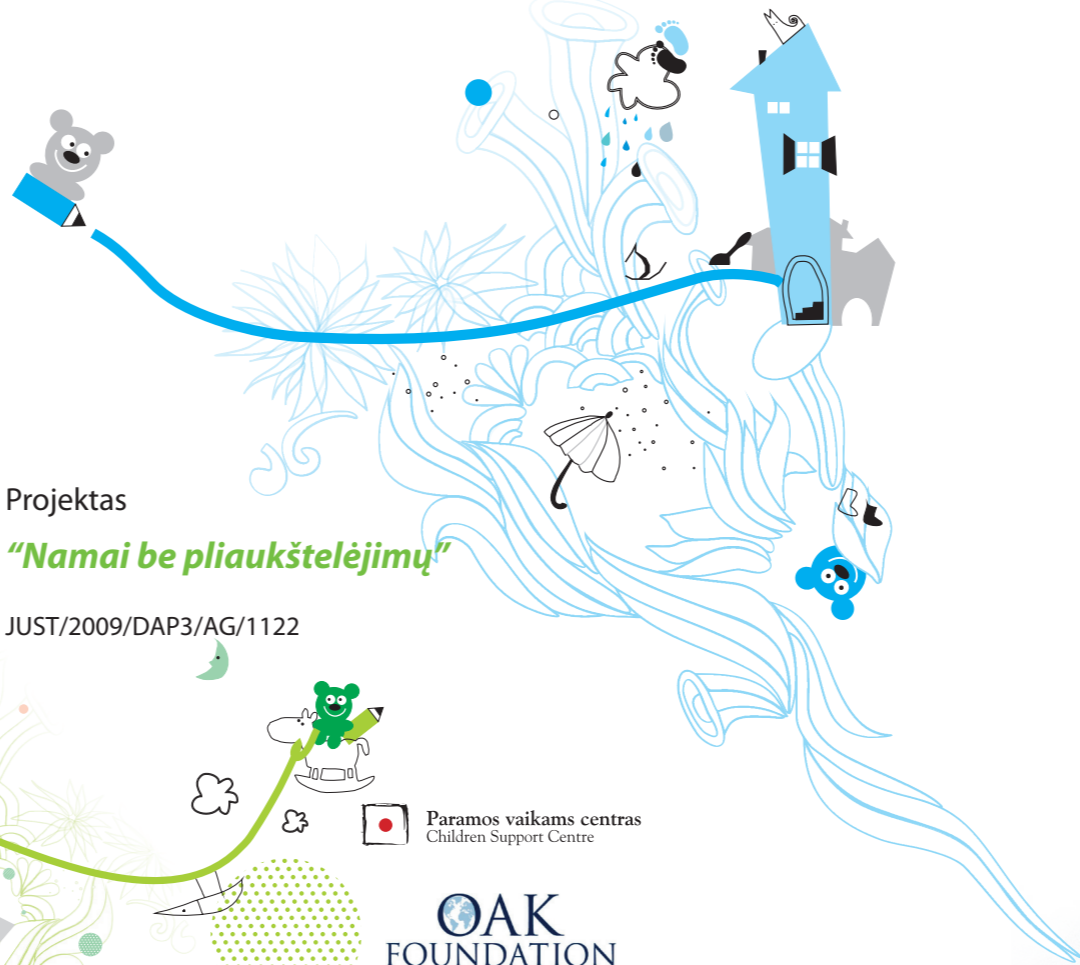 Projektas
“Namai be pliaukštelėjimų”
JUST/2009/DAP3/AG/1122
Paramos vaikams centras
Children Support Centre
OAK
FOUNDATION